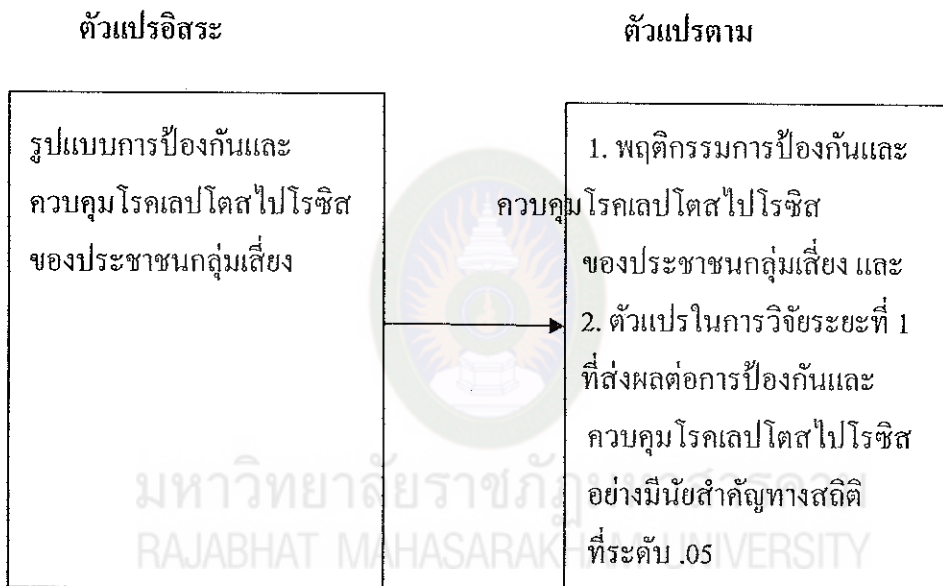 ตัวแปรอิสระ
ตัวแปรตาม
รูปแบบการป้องกันและ
ควบคุมโรคเลปโตสไปโรซิส
ของประชาชนกลุ่มเสี่ยง
1. พฤติกรรมการป้องกันและ
ควบคุมโรคเลปโตสไปโรซิส
ของประชาชนกลุ่มเสี่ยง และ
2. ตัวแปรในการวิจัยระยะที่ 1
ที่ส่งผลต่อการป้องกันและ
ควบคุมโรคเลปโตสไปโรซิส
อย่างมีนัยสำคัญทางสถิติ
ที่ระดับ .05
มหาวิทยาลัยราชภัฏมหาสารคาม
RAJABHAT MAHASARAKHAM UNIVERSITY